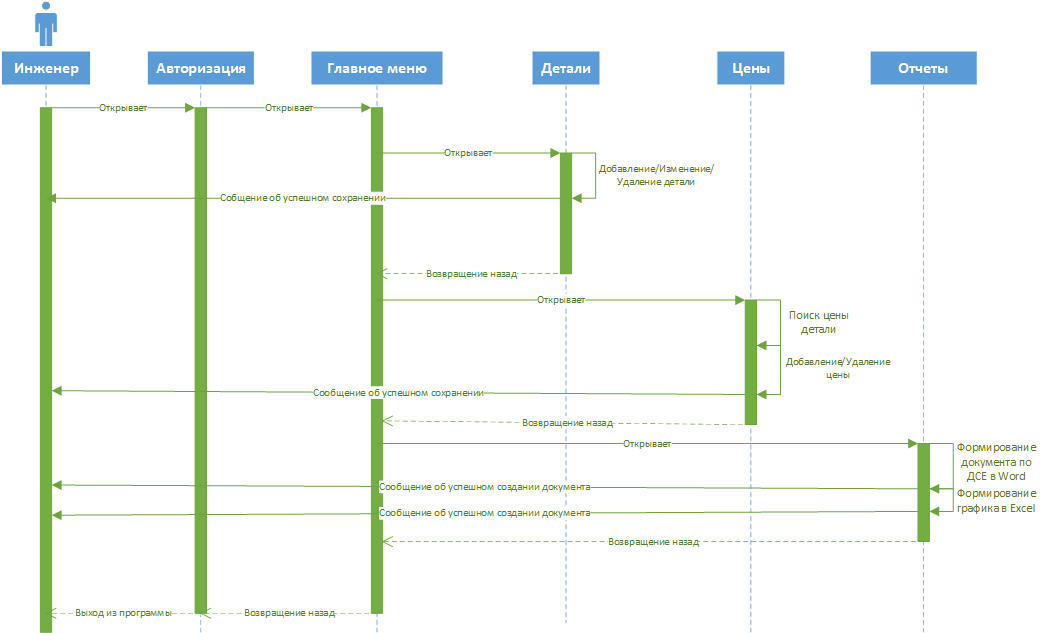 Инженер
Авторизация
Главное меню
Детали
Цены
Отчеты
Открывает
Открывает
Открывает
Добавление/Изменение/
Удаление детали
Собщение об успешном сохранении
Возвращение назад
Открывает
Поиск цены
детали
Добавление/Удаление
цены
Сообщение об успешном сохранении
Возвращение назад
Открывает
Формирование
документа по
ДСЕ в Word
Сообщение об успешном создании документа
Формирование
графика в Excel
Сообщение об успешном создании документа
Возвращение назад
Выход из программы
Возвращение назад